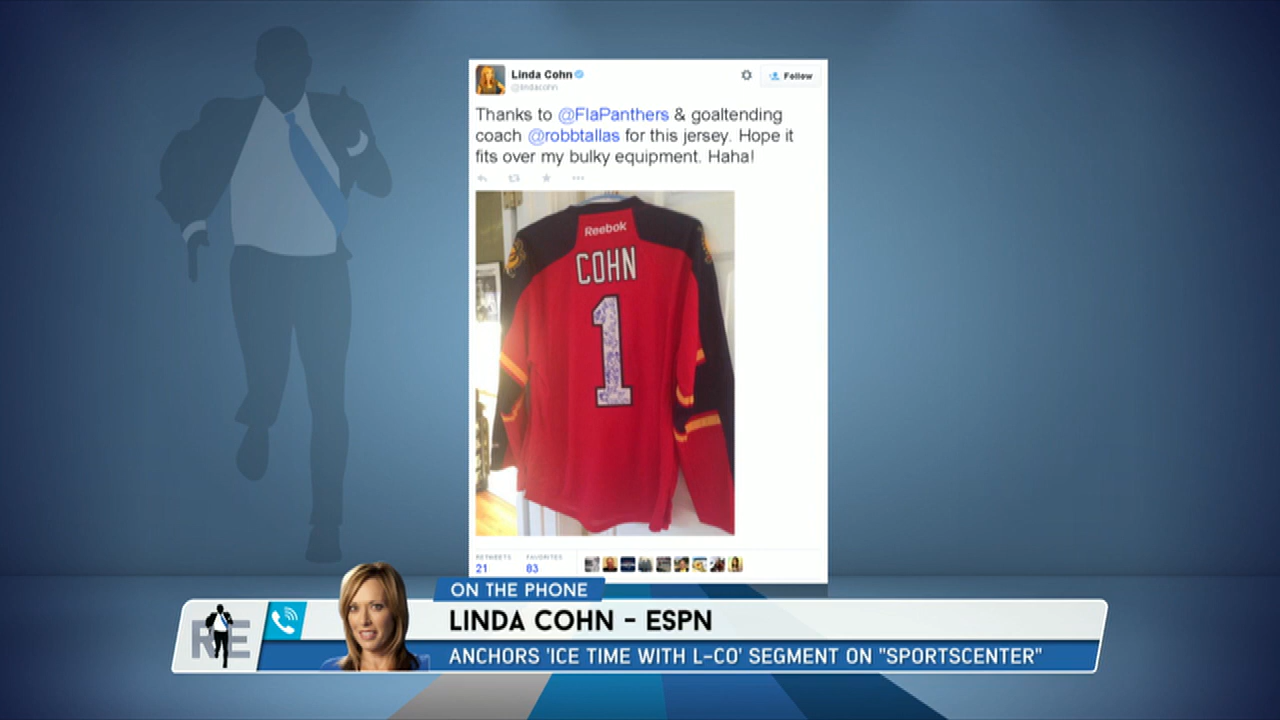 Linda Cohn
@lindacohn
Follow
Thanks to @FlaPanthers & goaltending
coach @robbtallas for this jersey. Hope it
fits over my bulky equipment. Haha!
Reebok
COHN
1
RETWEETS FAVORITES
21 83
ON THE PHONE
RE
LINDA COHN - ESPN
ANCHORS 'ICE TIME WITH L-CO' SEGMENT ON "SPORTSCENTER"